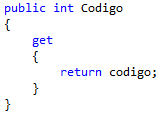 public int Codigo
{
get
{
return codigo;
}
}